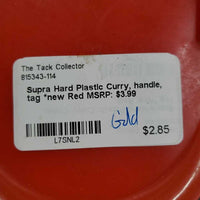 The Tack Collector
815343-114
Supra Hard Plastic Curry, handle,
tag *new Red MSRP: $3.99
Gold
$2.85
L7SNL2